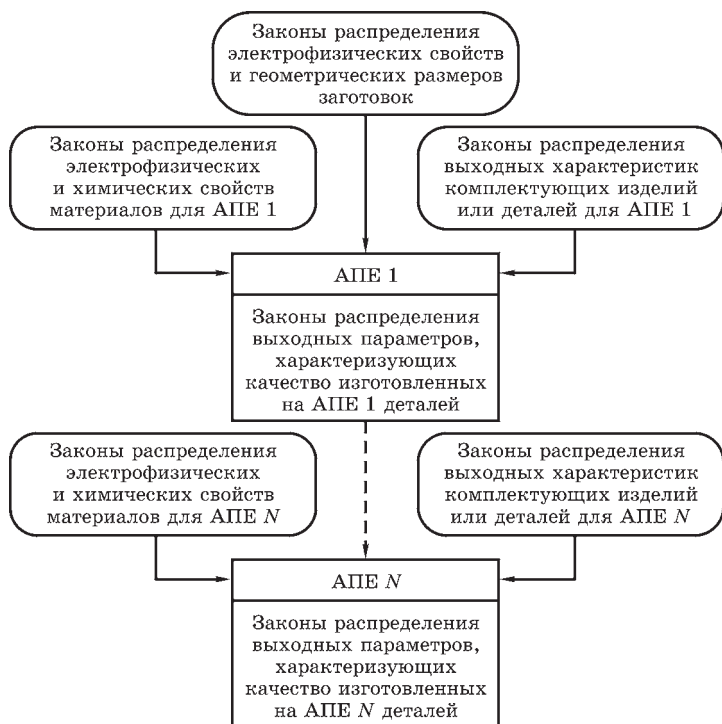 Законы распределения
электрофизических свойств
и геометрических размеров
заготовок
Законы распределения
электрофизических
и химических свойств
материалов для АПЕ 1
Законы распределения
выходных характеристик
комплектующих изделий
или деталей для АПЕ 1
АПЕ 1
Законы распределения
выходных параметров,
характеризующих
качество изготовленных
на АПЕ 1 деталей
Законы распределения
электрофизических
и химических свойств
материалов для АПЕ N
Законы распределения
выходных характеристик
комплектующих изделий
или деталей для АПЕ N
АПЕ N
Законы распределения
выходных параметров,
характеризующих
качество изготовленных
на АПЕ N деталей